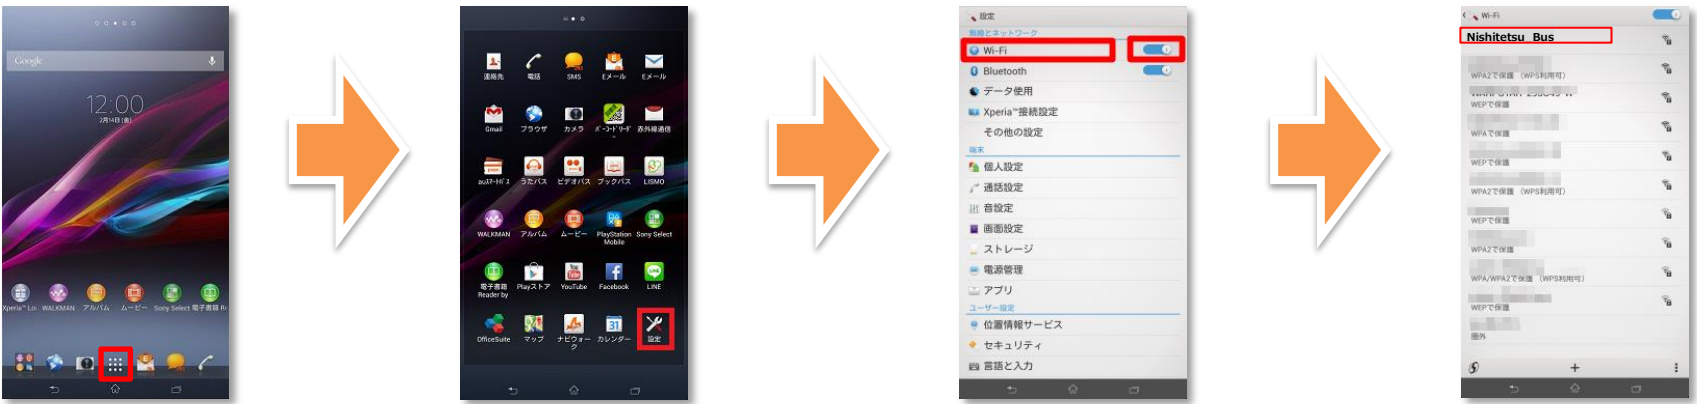 Google
12:00
2月14日(金)
Xperia™ Lo
WALKMAN
アルバム
ムービー
Sony Select
電子書籍 R
連絡先
電話
SMS
Eメール
Eメール
Gmail
ブラウザ
カメラ
バーコードリーダー
赤外線通信
auスマートパス
うたパス
ビデオパス
ブックパス
LISMO
WALKMAN
アルバム
ムービー
PlayStation
Mobile
Sony Select
電子書籍
Reader by
Playストア
YouTube
Facebook
LINE
OfficeSuite
マップ
ナビウォー
ク
カレンダー
設定
設定
無線とネットワーク
Wi-Fi
Bluetooth
データ使用
Xperia™接続設定
その他の設定
端末
個人設定
通話設定
音設定
画面設定
ストレージ
電源管理
アプリ
ユーザー設定
位置情報サービス
セキュリティ
言語と入力
Wi-Fi
Nishitetsu Bus
WPA2で保護 (WPS利用可)
WEPで保護
WPAで保護
WEPで保護
WPA2で保護 (WPS利用可)
WEPで保護
WPA2で保護
WPA/WPA2で保護 (WPS利用可)
WEPで保護
圏外